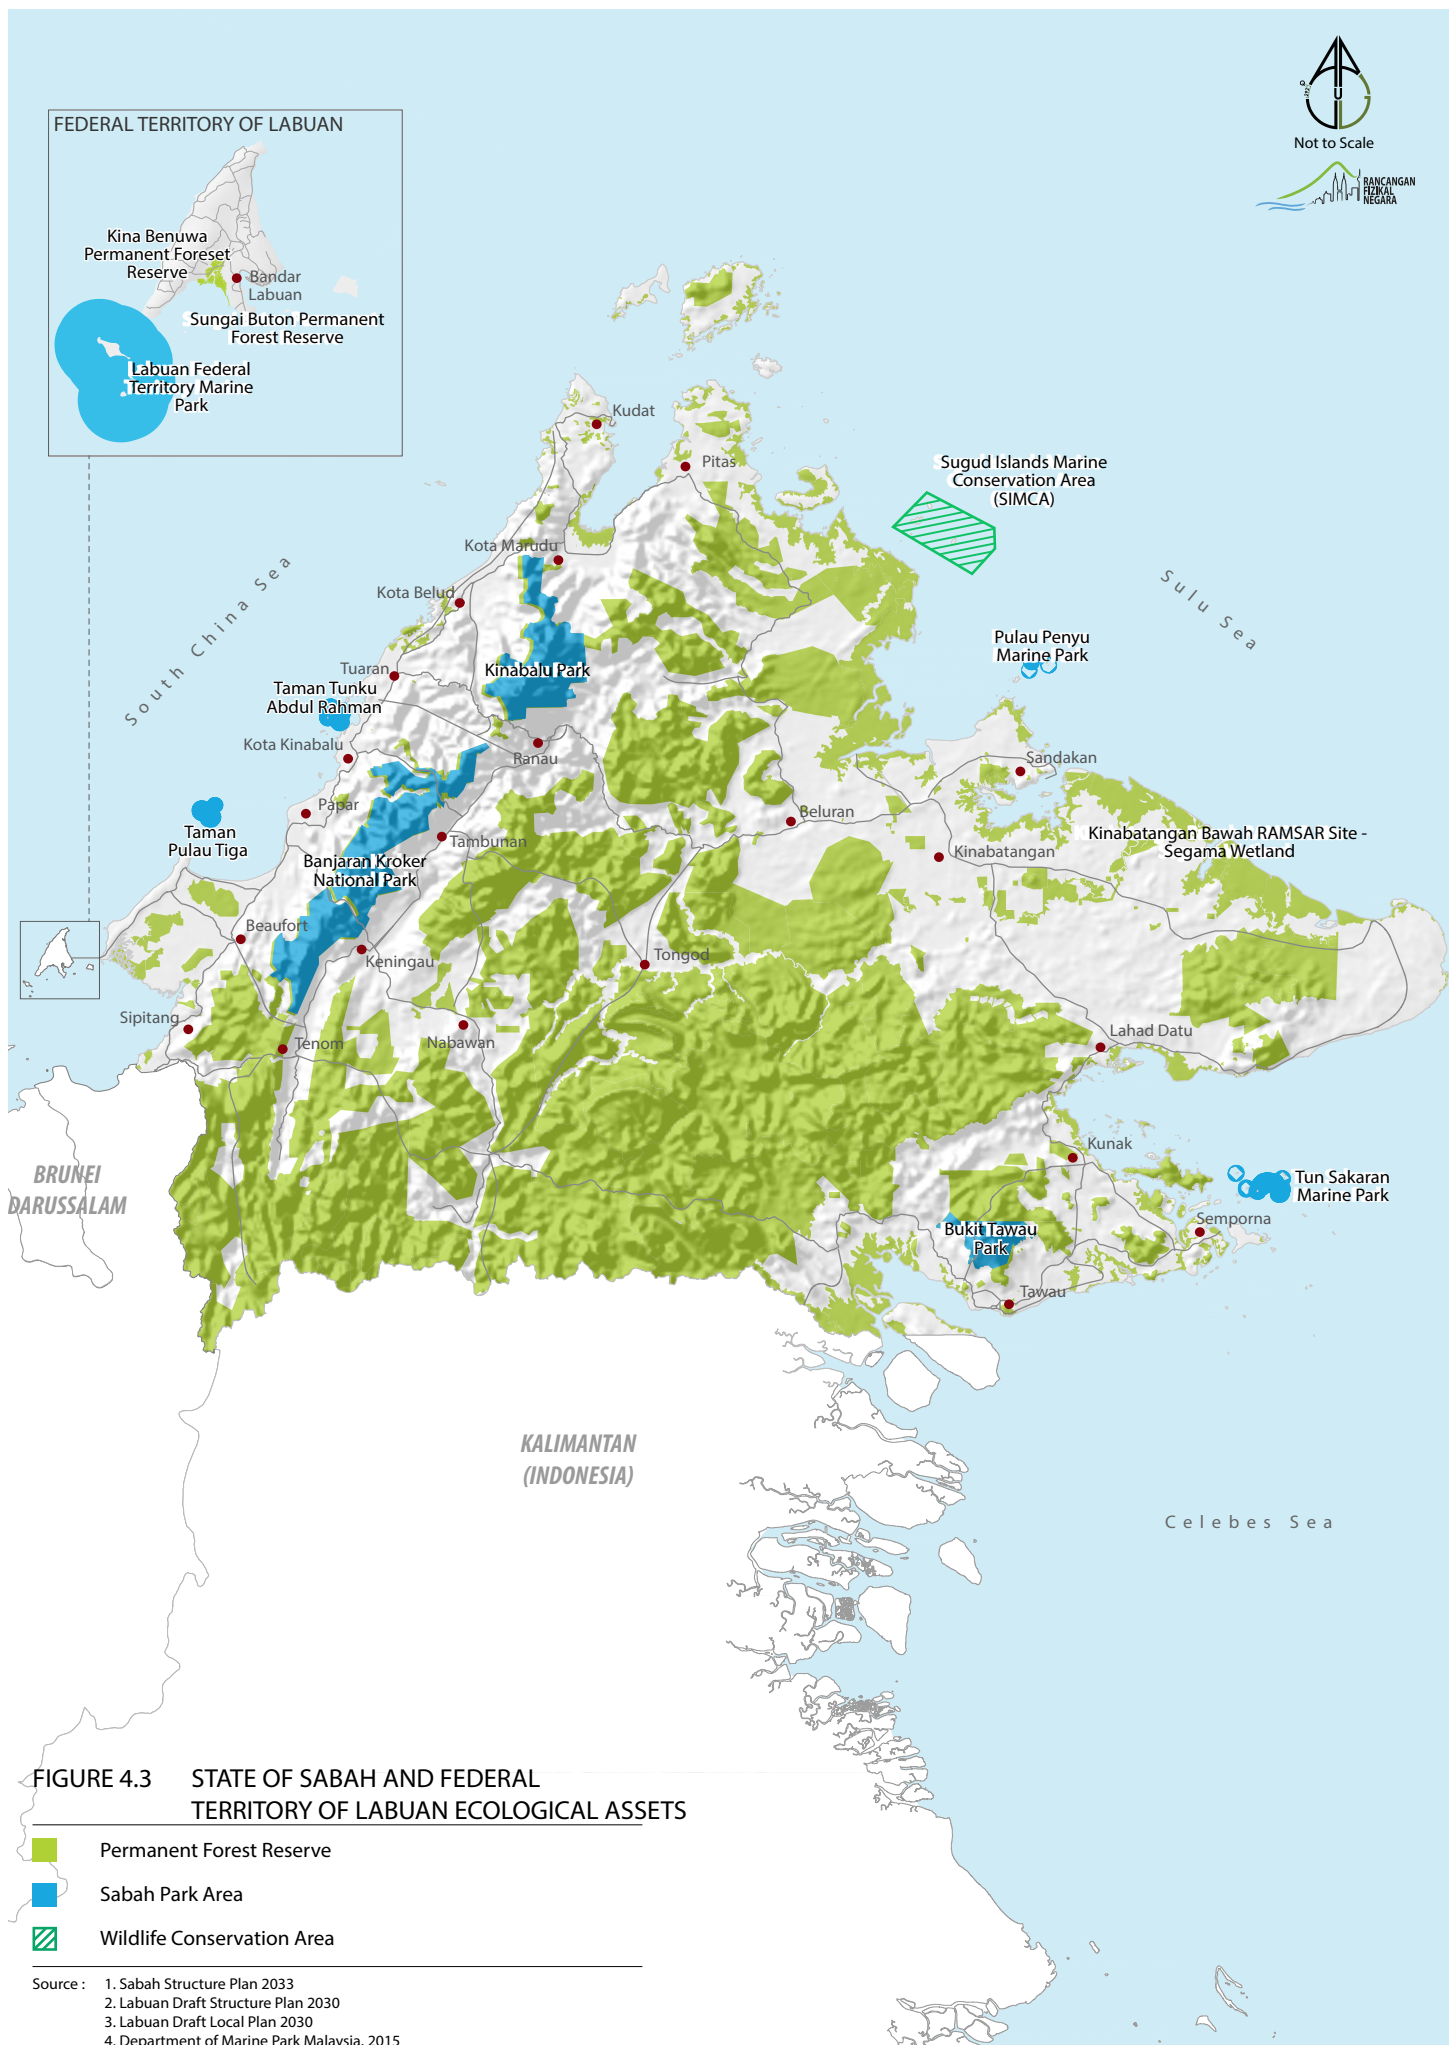 Not to Scale
RANCANGAN
FIZIKAL
NEGARA
FEDERAL TERRITORY OF LABUAN
Kina Benuwa
Permanent Foreset
Reserve
Bandar
Labuan
Sungai Buton Permanent
Forest Reserve
Labuan Federal
Territory Marine
Park
Kudat
Pitas
Sugud Islands Marine
Conservation Area
(SIMCA)
Kota Marudu
Kota Belud
South China Sea
Sulu Sea
Pulau Penyu
Marine Park
Tuaran
Kinabalu Park
Taman Tunku
Abdul Rahman
Kota Kinabalu
Ranau
Sandakan
Papar
Beluran
Taman
Pulau Tiga
Tambunan
Kinabatangan Bawah RAMSAR Site -
Segama Wetland
Kinabatangan
Banjaran Kroker
National Park
Beaufort
Keningau
Tongod
Sipitang
Tenom
Nabawan
Lahad Datu
Kunak
BRUNEI
DARUSSALAM
Tun Sakaran
Marine Park
Semporna
Bukit Tawau
Park
Tawau
KALIMANTAN
(INDONESIA)
Celebes Sea
FIGURE 4.3 STATE OF SABAH AND FEDERAL
TERRITORY OF LABUAN ECOLOGICAL ASSETS
Permanent Forest Reserve
Sabah Park Area
Wildlife Conservation Area
Source : 1. Sabah Structure Plan 2033
2. Labuan Draft Structure Plan 2030
3. Labuan Draft Local Plan 2030
4. Department of Marine Park Malaysia, 2015